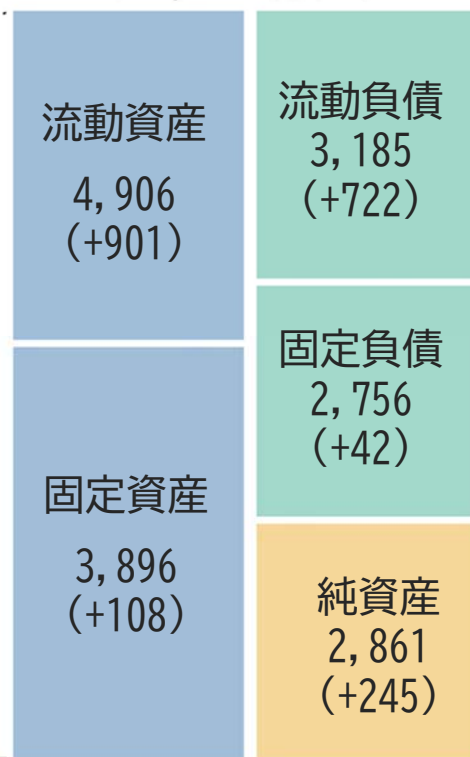 流動資産
4,906
(+901)
固定資産
3,896
(+108)
流動負債
3,185
(+722)
固定負債
2,756
(+42)
純資産
2,861
(+245)